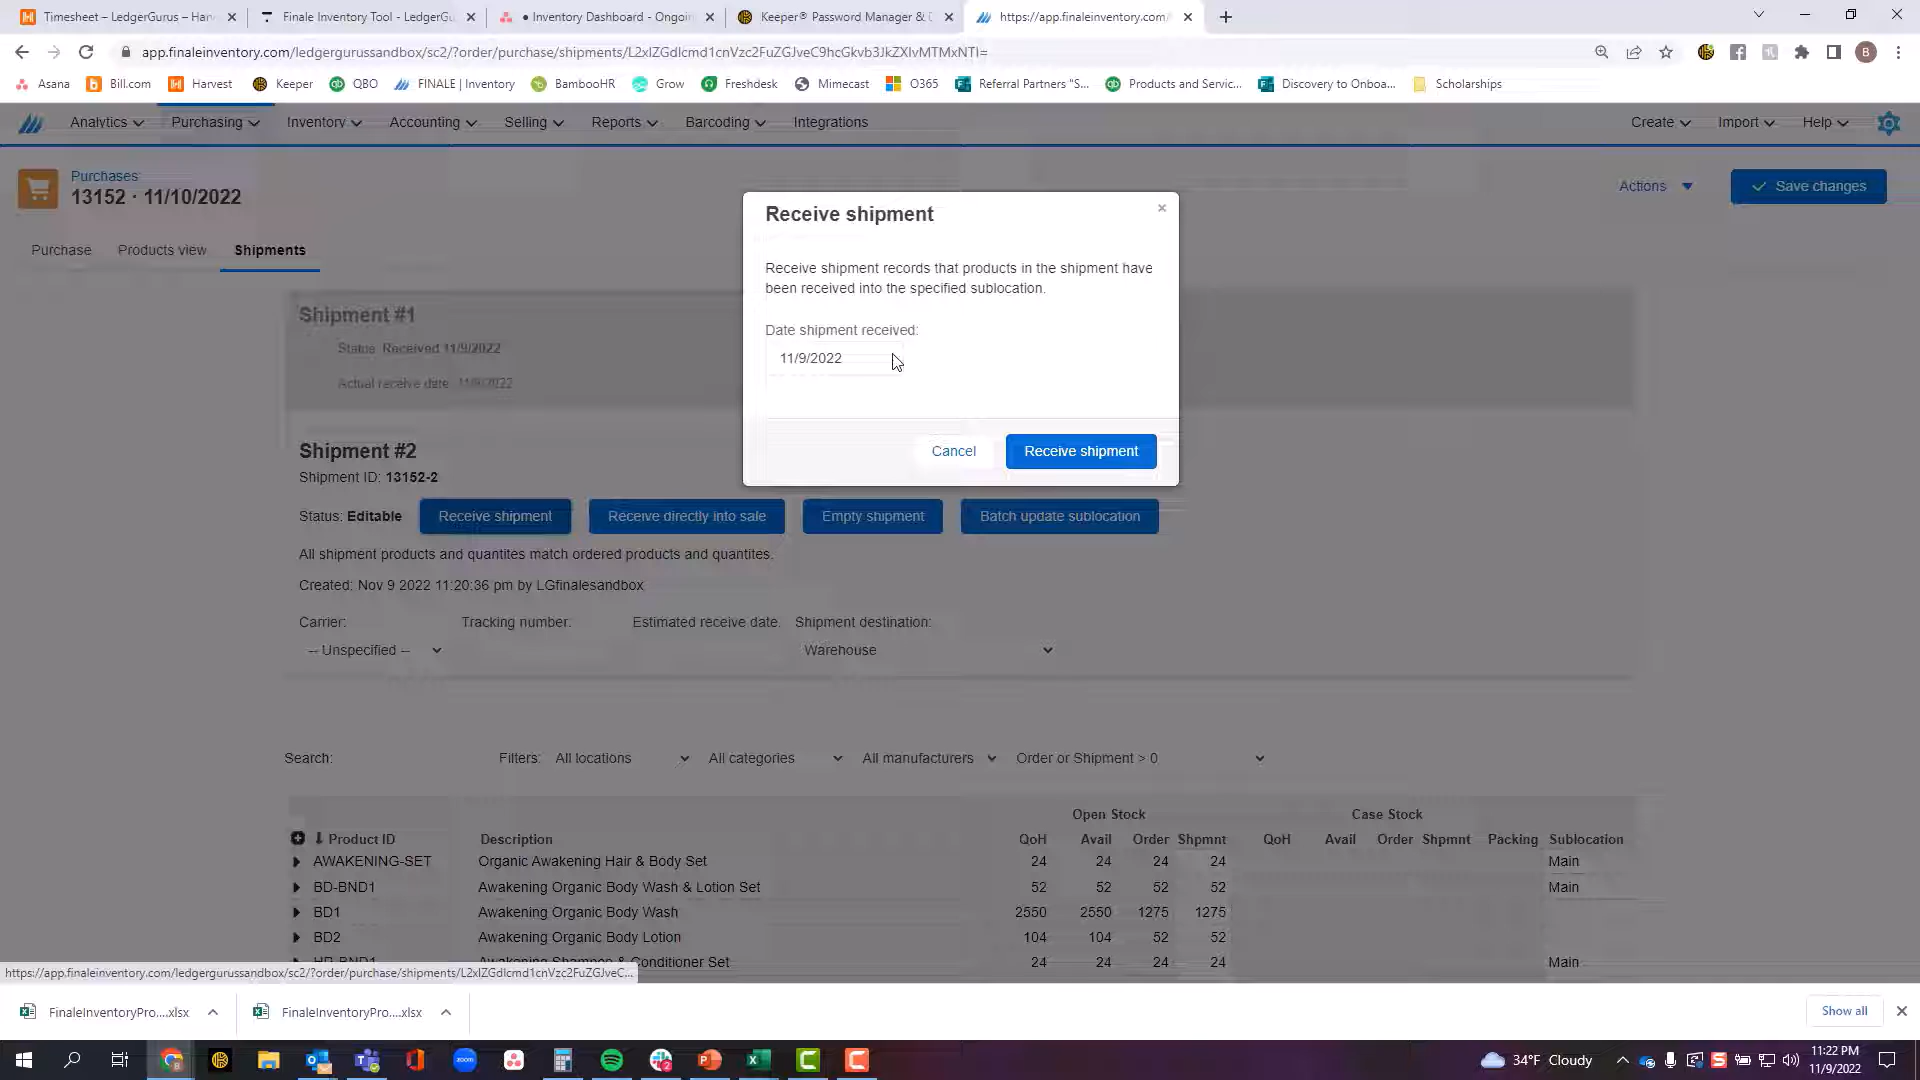 Timesheet – LedgerGurus – Har
Finale Inventory Tool - LedgerGu
• Inventory Dashboard - Ongoin
Keeper® Password Manager & D
https://app.finaleinventory.com/
app.finaleinventory.com/ledgergurussandbox/sc2/?order/purchase/shipments/L2xlZGdlcmd1cnVzc2FuZGJveC9hcGkvb3JkZXIvMTMxNTI=
B
Asana
Bill.com
Harvest
Keeper
QBO
FINALE | Inventory
BambooHR
Grow
Freshdesk
Mimecast
O365
Referral Partners "S...
Products and Servic...
Discovery to Onboa...
Scholarships
Analytics
Purchasing
Inventory
Accounting
Selling
Reports
Barcoding
Integrations
Create
Import
Help
Purchases
13152 · 11/10/2022
Actions
Save changes
Purchase
Products view
Shipments
Receive shipment
×
Receive shipment records that products in the shipment have
been received into the specified sublocation.
Date shipment received:
11/9/2022
Cancel
Receive shipment
Shipment #1
Status: Received 11/9/2022
Actual receive date: 11/9/2022
Shipment #2
Shipment ID: 13152-2
Status: Editable
Receive shipment
Receive directly into sale
Empty shipment
Batch update sublocation
All shipment products and quantites match ordered products and quantites.
Created: Nov 9 2022 11:20:36 pm by LGfinalesandbox
Carrier:
Tracking number:
Estimated receive date:
Shipment destination:
-- Unspecified --
Warehouse
Search:
Filters:
All locations
All categories
All manufacturers
Order or Shipment > 0
Open Stock
Case Stock
Product ID
Description
QoH
Avail
Order
Shpmnt
QoH
Avail
Order
Shpmnt
Packing
Sublocation
AWAKENING-SET Organic Awakening Hair & Body Set 24 24 24 24 Main
BD-BND1 Awakening Organic Body Wash & Lotion Set 52 52 52 52 Main
BD1 Awakening Organic Body Wash 2550 2550 1275 1275
BD2 Awakening Organic Body Lotion 104 104 52 52
HR-BND1 Awakening Shampoo & Conditioner Set 24 24 24 24 Main
https://app.finaleinventory.com/ledgergurussandbox/sc2/?order/purchase/shipments/L2xlZGdlcmd1cnVzc2FuZGJveC...
FinaleInventoryPro....xlsx
FinaleInventoryPro....xlsx
Show all
zoom
34°F Cloudy
11:22 PM
11/9/2022